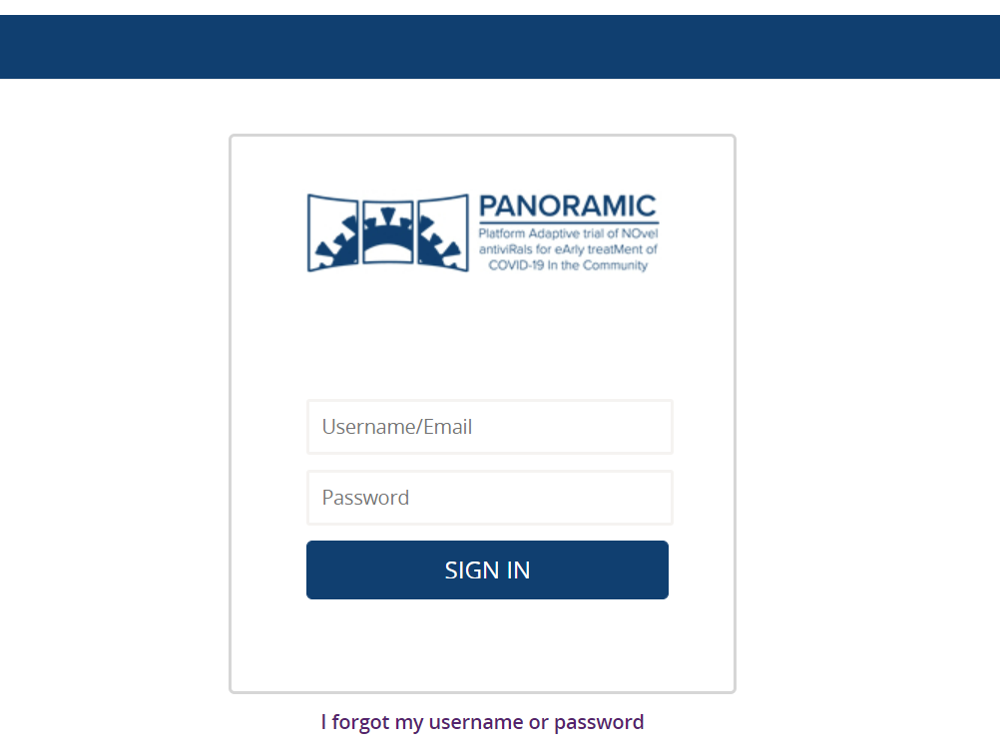 PANORAMIC
Platform Adaptive trial of NOvel
antiviRals for eArly treatMent of
COVID-19 In the Community
Username/Email
Password
SIGN IN
I forgot my username or password